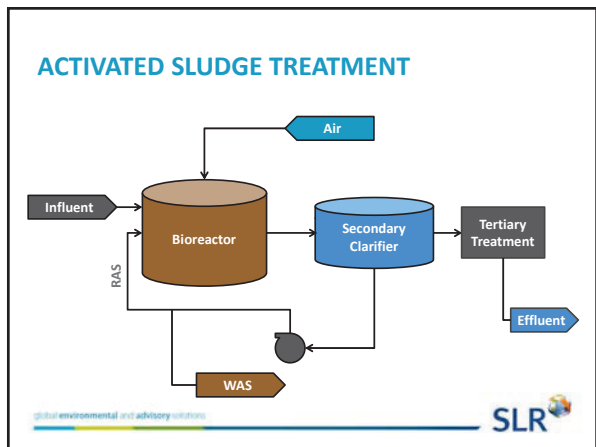 ACTIVATED SLUDGE TREATMENT
Air
Influent
Bioreactor
Secondary
Clarifier
Tertiary
Treatment
RAS
Effluent
WAS
global environmental and advisory solutions
SLR